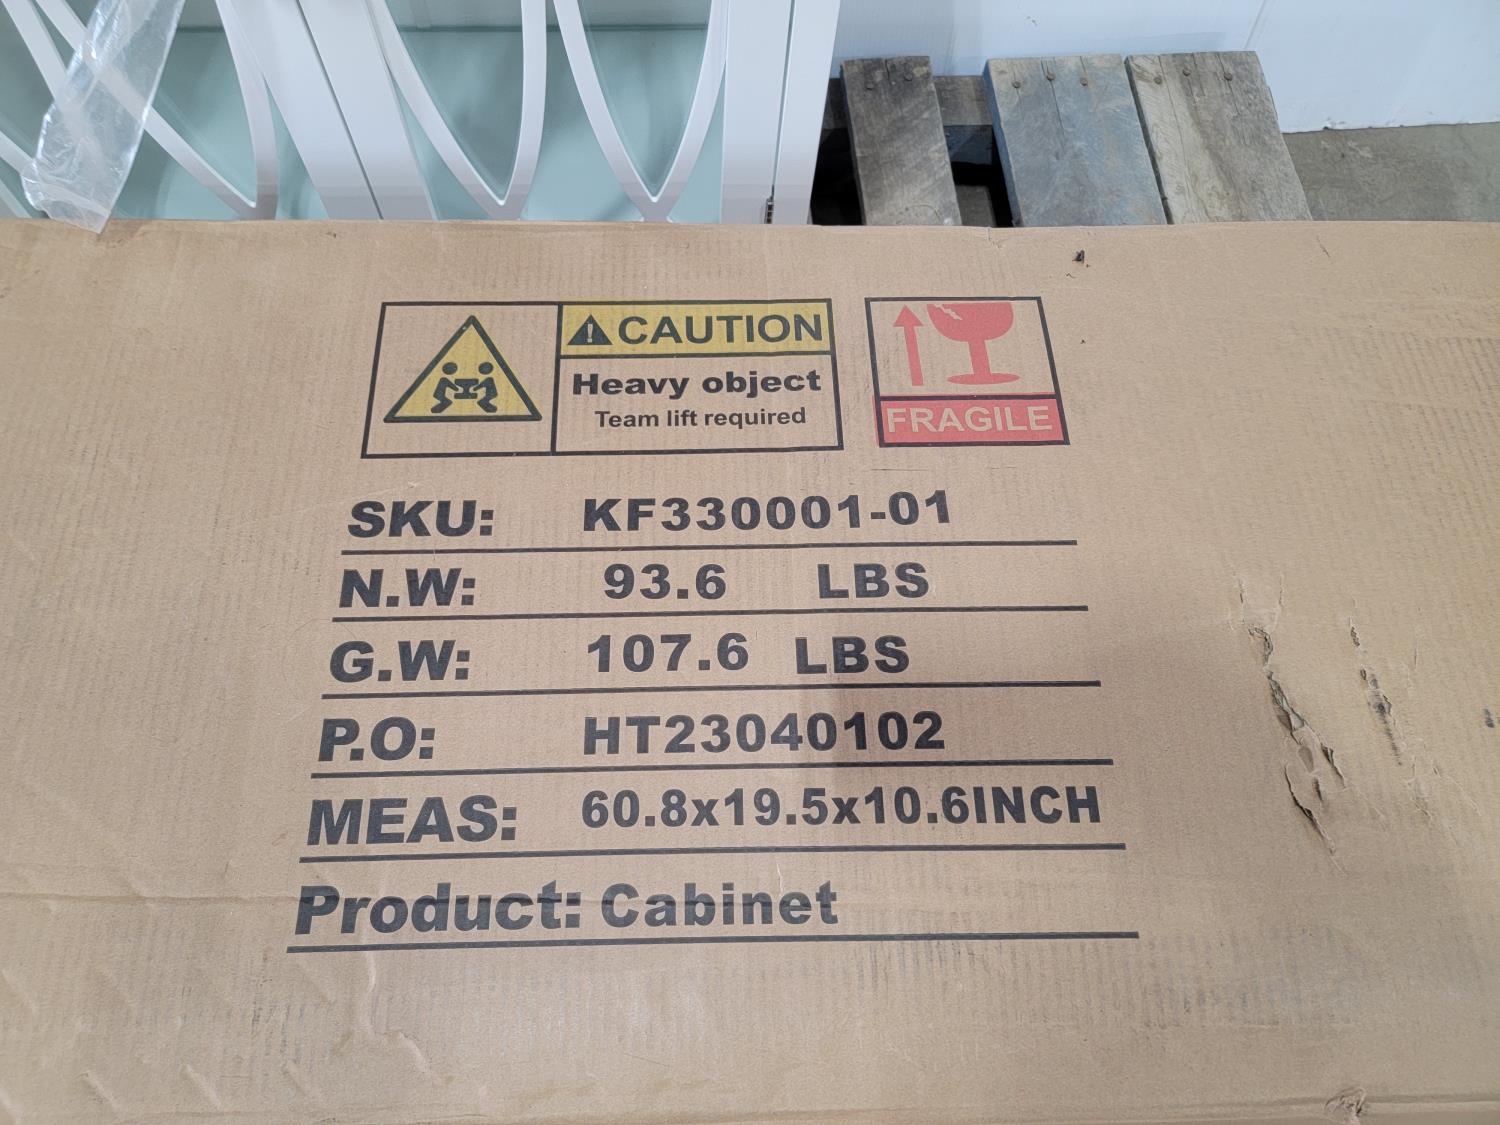 CAUTION
Heavy object
Team lift required
FRAGILE
SKU: KF330001-01
N.W: 93.6 LBS
G.W: 107.6 LBS
P.O: HT23040102
MEAS: 60.8x19.5x10.6INCH
Product: Cabinet